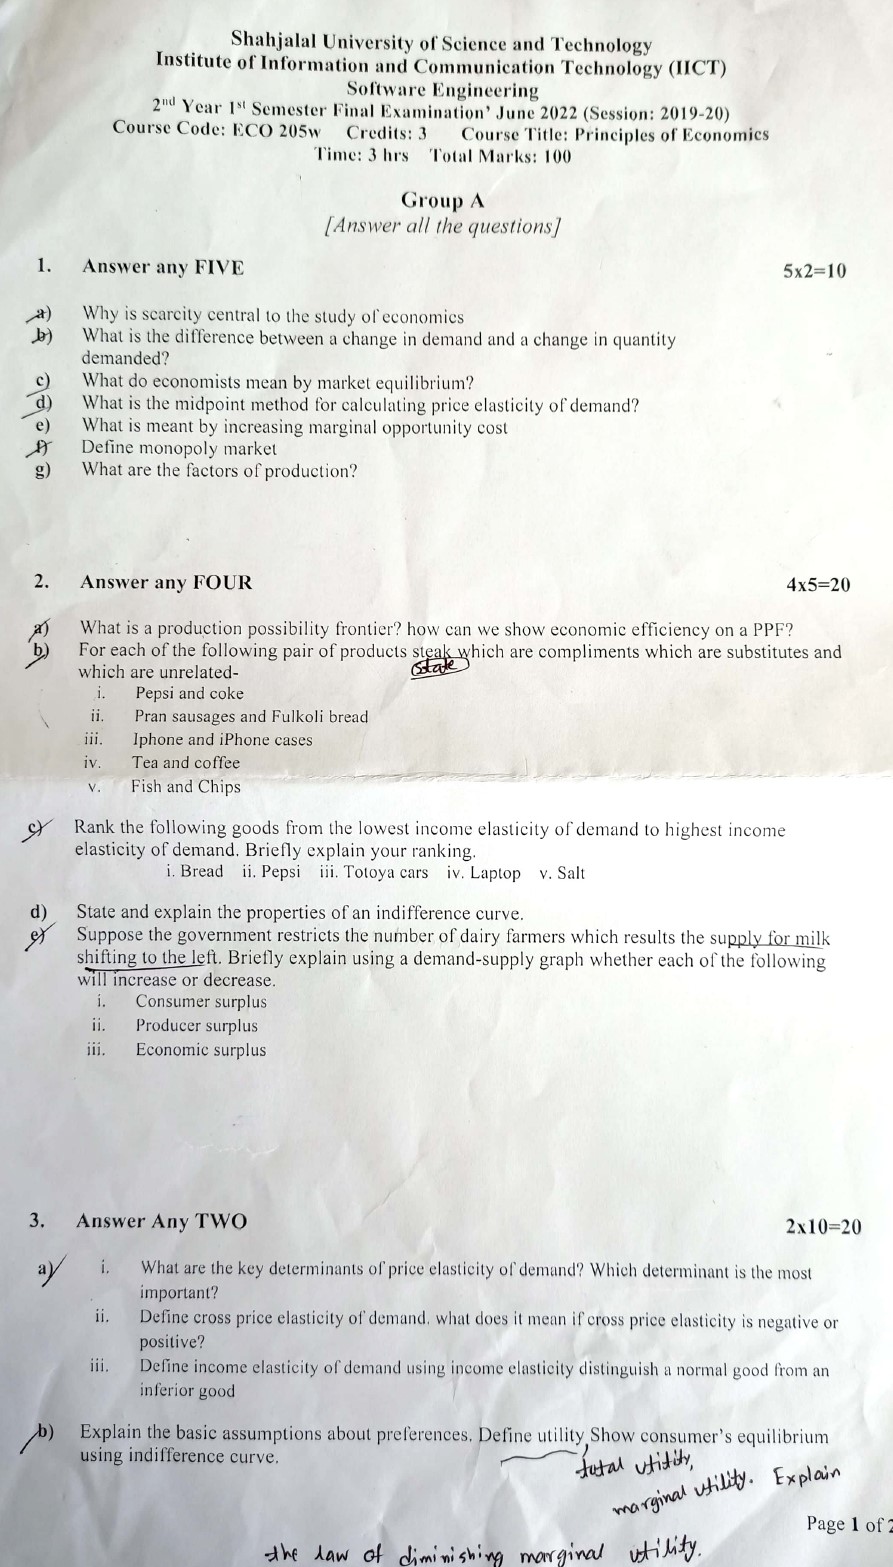 Shahjalal University of Science and Technology
Institute of Information and Communication Technology (IICT)
Software Engineering
2nd Year 1st Semester Final Examination' June 2022 (Session: 2019-20)
Course Code: ECO 205w Credits: 3 Course Title: Principles of Economics
Time: 3 hrs Total Marks: 100
Group A
[Answer all the questions]
1. Answer any FIVE 5x2=10
a) Why is scarcity central to the study of economics
b) What is the difference between a change in demand and a change in quantity
demanded?
c) What do economists mean by market equilibrium?
d) What is the midpoint method for calculating price elasticity of demand?
e) What is meant by increasing marginal opportunity cost
f) Define monopoly market
g) What are the factors of production?
2. Answer any FOUR 4x5=20
a) What is a production possibility frontier? how can we show economic efficiency on a PPF?
b) For each of the following pair of products steak which are compliments which are substitutes and
state
which are unrelated-
i. Pepsi and coke
ii. Pran sausages and Fulkoli bread
iii. Iphone and iPhone cases
iv. Tea and coffee
v. Fish and Chips
c) Rank the following goods from the lowest income elasticity of demand to highest income
elasticity of demand. Briefly explain your ranking.
i. Bread ii. Pepsi iii. Totoya cars iv. Laptop v. Salt
d) State and explain the properties of an indifference curve.
e) Suppose the government restricts the number of dairy farmers which results the supply for milk
shifting to the left. Briefly explain using a demand-supply graph whether each of the following
will increase or decrease.
i. Consumer surplus
ii. Producer surplus
iii. Economic surplus
3. Answer Any TWO 2x10=20
a) i. What are the key determinants of price elasticity of demand? Which determinant is the most
important?
ii. Define cross price elasticity of demand. what does it mean if cross price elasticity is negative or
positive?
iii. Define income elasticity of demand using income elasticity distinguish a normal good from an
inferior good
b) Explain the basic assumptions about preferences. Define utility, Show consumer's equilibrium
using indifference curve.
total utitity,
marginal utility. Explain
Page 1 of 2
the law of diminishing marginal utility.